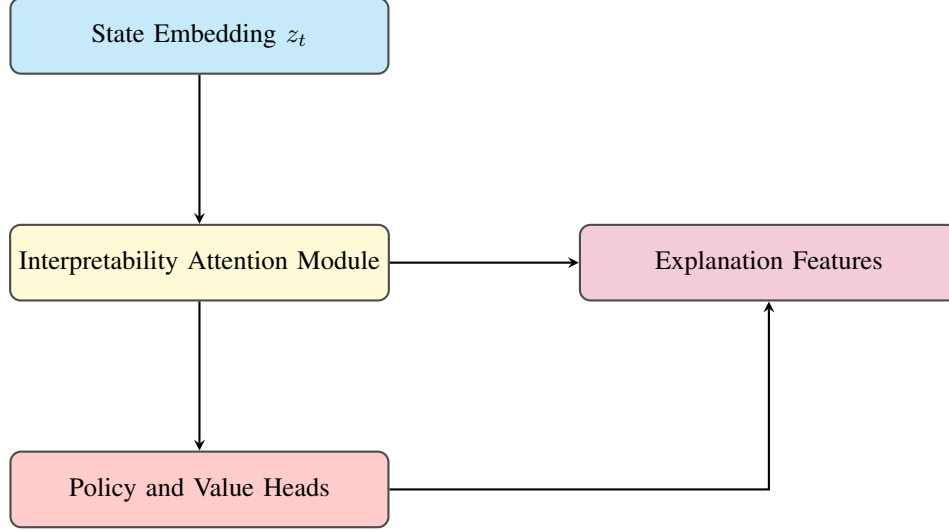 State Embedding $z_t$
Interpretability Attention Module
Explanation Features
Policy and Value Heads